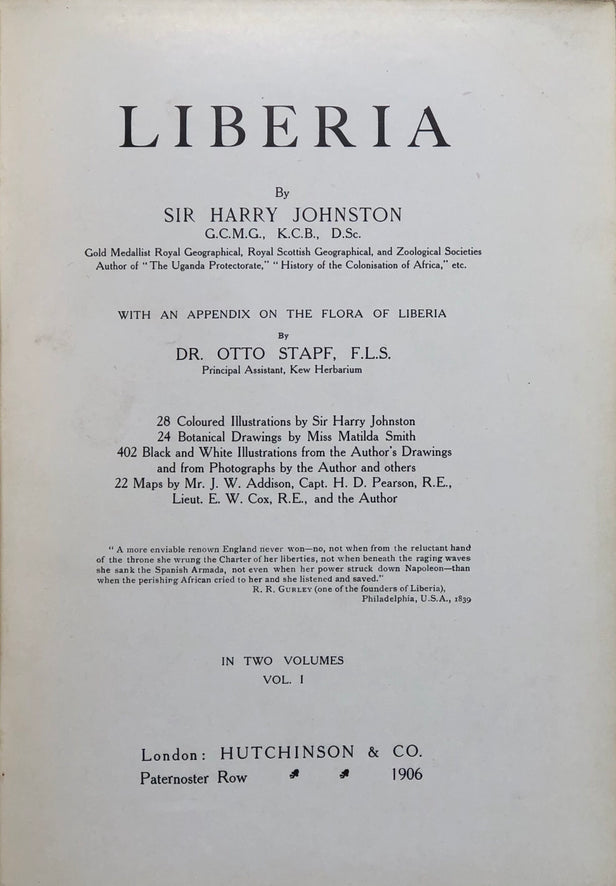 LIBERIA
By
SIR HARRY JOHNSTON
G.C.M.G., K.C.B., D.Sc.
Gold Medallist Royal Geographical, Royal Scottish Geographical, and Zoological Societies
Author of "The Uganda Protectorate," "History of the Colonisation of Africa," etc.
WITH AN APPENDIX ON THE FLORA OF LIBERIA
By
DR. OTTO STAPF, F.L.S.
Principal Assistant, Kew Herbarium
28 Coloured Illustrations by Sir Harry Johnston
24 Botanical Drawings by Miss Matilda Smith
402 Black and White Illustrations from the Author's Drawings
and from Photographs by the Author and others
22 Maps by Mr. J. W. Addison, Capt. H. D. Pearson, R.E.,
Lieut. E. W. Cox, R.E., and the Author
"A more enviable renown England never won—no, not when from the reluctant hand
of the throne she wrung the Charter of her liberties, not when beneath the raging waves
she sank the Spanish Armada, not even when her power struck down Napoleon—than
when the perishing African cried to her and she listened and saved."
R. R. GURLEY (one of the founders of Liberia),
Philadelphia, U.S.A., 1839
IN TWO VOLUMES
VOL. I
London: HUTCHINSON & CO.
Paternoster Row 1906